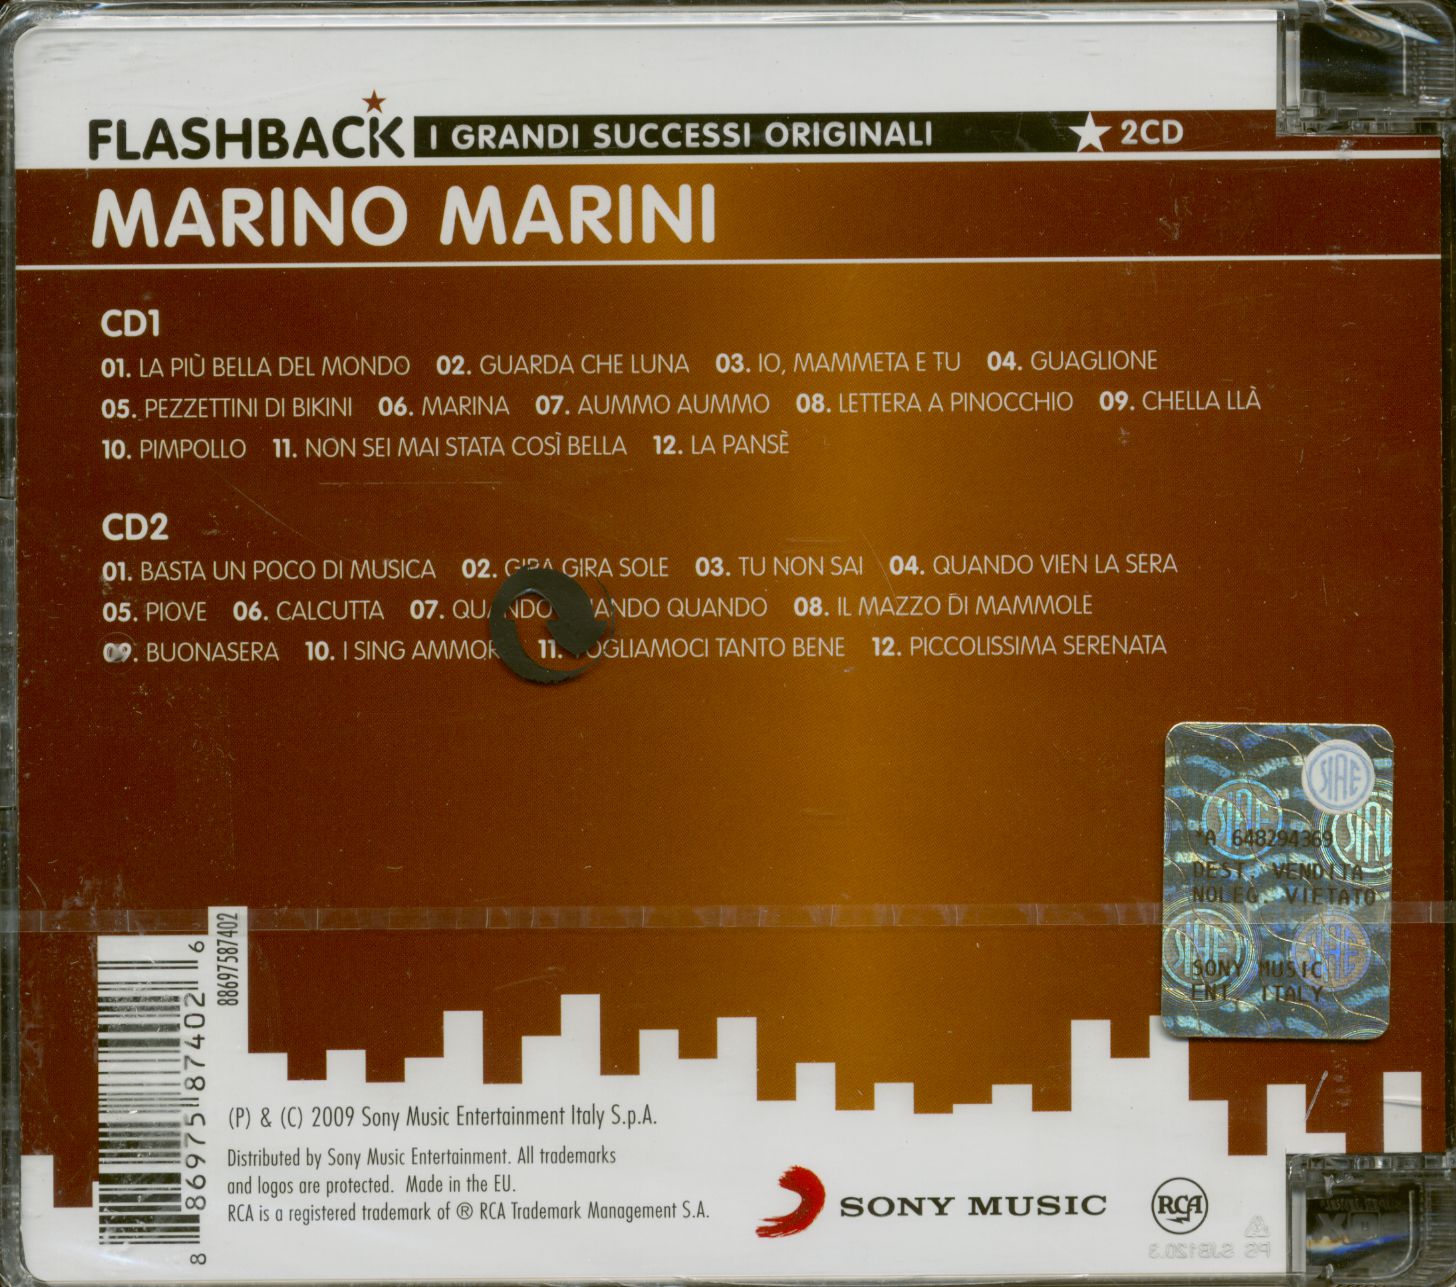 FLASHBACK I GRANDI SUCCESSI ORIGINALI 2CD
MARINO MARINI
CD1
01. LA PIÙ BELLA DEL MONDO 02. GUARDA CHE LUNA 03. IO, MAMMETA E TU 04. GUAGLIONE
05. PEZZETTINI DI BIKINI 06. MARINA 07. AUMMO AUMMO 08. LETTERA A PINOCCHIO 09. CHELLA LLÀ
10. PIMPOLLO 11. NON SEI MAI STATA COSÌ BELLA 12. LA PANSÈ
CD2
01. BASTA UN POCO DI MUSICA 02. GIRA GIRA SOLE 03. TU NON SAI 04. QUANDO VIEN LA SERA
05. PIOVE 06. CALCUTTA 07. QUANDO QUANDO QUANDO 08. IL MAZZO DI MAMMOLE
09. BUONASERA 10. I SING AMMORE 11. VOGLIAMOCI TANTO BENE 12. PICCOLISSIMA SERENATA
SIAE
*A 648294369
DEST. VENDITA
NOLEG. VIETATO
SONY MUSIC
ENT. ITALY
88697587402
8 86975 87402 6
(P) & (C) 2009 Sony Music Entertainment Italy S.p.A.
Distributed by Sony Music Entertainment. All trademarks
and logos are protected. Made in the EU.
RCA is a registered trademark of ® RCA Trademark Management S.A.
SONY MUSIC
RCA
PS SJB120.3